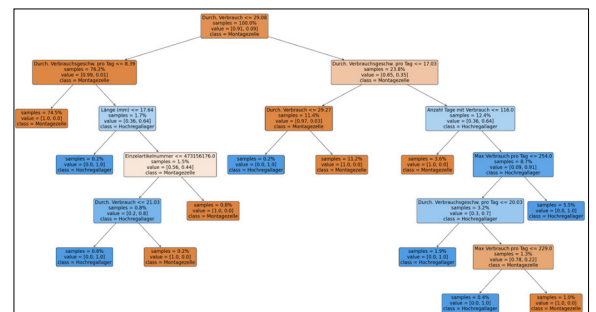 Durch. Verbrauch <= 29.08
samples = 100.0%
value = [0.91, 0.09]
class = Montagezelle
Durch. Verbrauchsgeschw. pro Tag <= 8.39
samples = 76.2%
value = [0.99, 0.01]
class = Montagezelle
Durch. Verbrauchsgeschw. pro Tag <= 17.03
samples = 23.8%
value = [0.65, 0.35]
class = Montagezelle
samples = 74.5%
value = [1.0, 0.0]
class = Montagezelle
Länge (mm) <= 17.64
samples = 1.7%
value = [0.36, 0.64]
class = Hochregallager
Durch. Verbrauch <= 29.27
samples = 11.4%
value = [0.97, 0.03]
class = Montagezelle
Anzahl Tage mit Verbrauch <= 116.0
samples = 12.4%
value = [0.36, 0.64]
class = Hochregallager
samples = 0.2%
value = [0.0, 1.0]
class = Hochregallager
Einzelartikelnummer <= 473156176.0
samples = 1.5%
value = [0.56, 0.44]
class = Montagezelle
samples = 0.2%
value = [0.0, 1.0]
class = Hochregallager
samples = 11.2%
value = [1.0, 0.0]
class = Montagezelle
samples = 3.6%
value = [1.0, 0.0]
class = Montagezelle
Max Verbrauch pro Tag <= 254.0
samples = 8.7%
value = [0.09, 0.91]
class = Hochregallager
Durch. Verbrauch <= 21.03
samples = 0.8%
value = [0.2, 0.8]
class = Hochregallager
samples = 0.8%
value = [1.0, 0.0]
class = Montagezelle
Durch. Verbrauchsgeschw. pro Tag <= 20.03
samples = 3.2%
value = [0.3, 0.7]
class = Hochregallager
samples = 5.5%
value = [0.0, 1.0]
class = Hochregallager
samples = 0.6%
value = [0.0, 1.0]
class = Hochregallager
samples = 0.2%
value = [1.0, 0.0]
class = Montagezelle
samples = 1.9%
value = [0.0, 1.0]
class = Hochregallager
Max Verbrauch pro Tag <= 229.0
samples = 1.3%
value = [0.78, 0.22]
class = Montagezelle
samples = 0.4%
value = [0.0, 1.0]
class = Hochregallager
samples = 1.0%
value = [1.0, 0.0]
class = Montagezelle